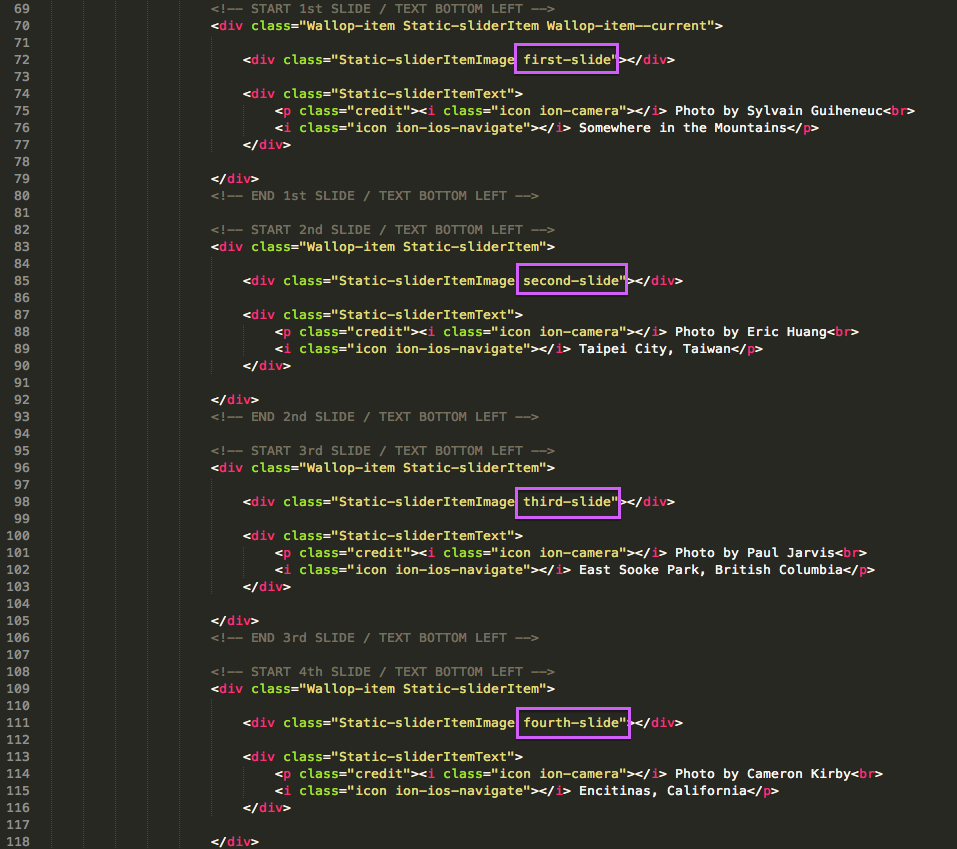 69 <!-- START 1st SLIDE / TEXT BOTTOM LEFT -->
70 <div class="Wallop-item Static-sliderItem Wallop-item--current">
71
72 <div class="Static-sliderItemImage first-slide"></div>
73
74 <div class="Static-sliderItemText">
75 <p class="credit"><i class="icon ion-camera"></i> Photo by Sylvain Guiheneuc<br>
76 <i class="icon ion-ios-navigate"></i> Somewhere in the Mountains</p>
77 </div>
78
79 </div>
80 <!-- END 1st SLIDE / TEXT BOTTOM LEFT -->
81
82 <!-- START 2nd SLIDE / TEXT BOTTOM LEFT -->
83 <div class="Wallop-item Static-sliderItem">
84
85 <div class="Static-sliderItemImage second-slide"></div>
86
87 <div class="Static-sliderItemText">
88 <p class="credit"><i class="icon ion-camera"></i> Photo by Eric Huang<br>
89 <i class="icon ion-ios-navigate"></i> Taipei City, Taiwan</p>
90 </div>
91
92 </div>
93 <!-- END 2nd SLIDE / TEXT BOTTOM LEFT -->
94
95 <!-- START 3rd SLIDE / TEXT BOTTOM LEFT -->
96 <div class="Wallop-item Static-sliderItem">
97
98 <div class="Static-sliderItemImage third-slide"></div>
99
100 <div class="Static-sliderItemText">
101 <p class="credit"><i class="icon ion-camera"></i> Photo by Paul Jarvis<br>
102 <i class="icon ion-ios-navigate"></i> East Sooke Park, British Columbia</p>
103 </div>
104
105 </div>
106 <!-- END 3rd SLIDE / TEXT BOTTOM LEFT -->
107
108 <!-- START 4th SLIDE / TEXT BOTTOM LEFT -->
109 <div class="Wallop-item Static-sliderItem">
110
111 <div class="Static-sliderItemImage fourth-slide"></div>
112
113 <div class="Static-sliderItemText">
114 <p class="credit"><i class="icon ion-camera"></i> Photo by Cameron Kirby<br>
115 <i class="icon ion-ios-navigate"></i> Encitinas, California</p>
116 </div>
117
118 </div>